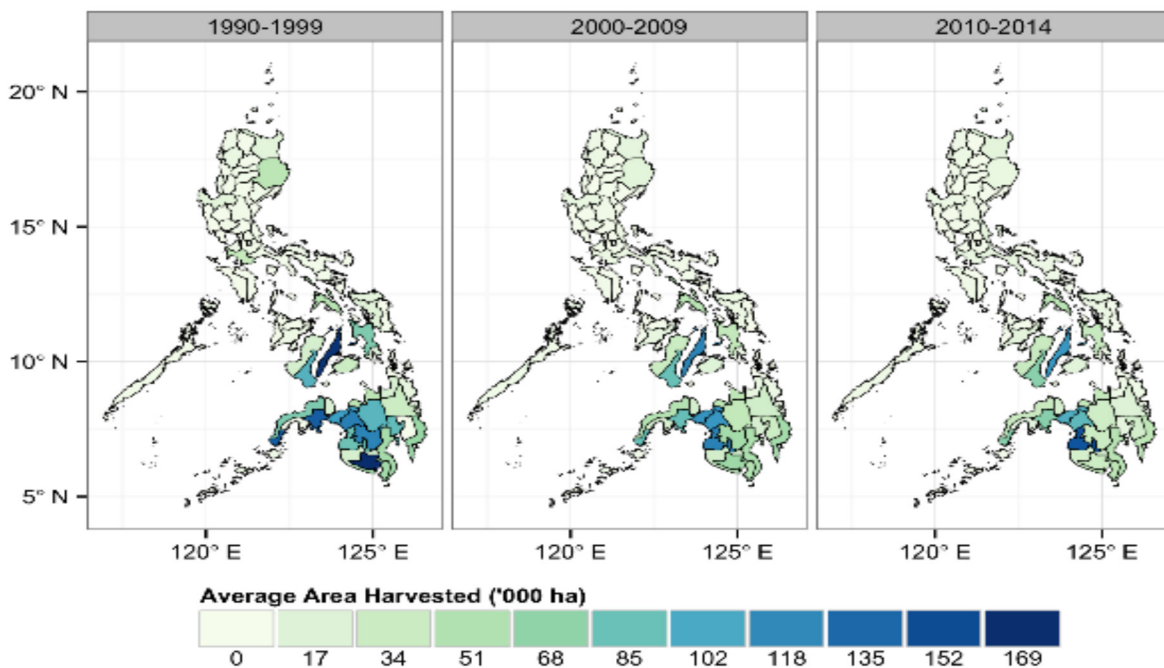 1990-1999 2000-2009 2010-2014
20° N
15° N
10° N
5° N
120° E 125° E 120° E 125° E 120° E 125° E
Average Area Harvested ('000 ha)
0 17 34 51 68 85 102 118 135 152 169